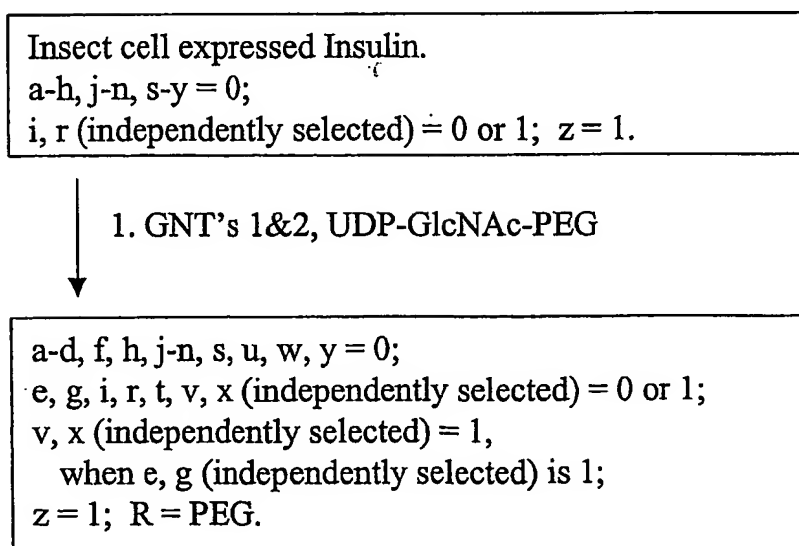 Insect cell expressed Insulin.
a-h, j-n, s-y = 0;
i, r (independently selected) = 0 or 1; z = 1.
1. GNT's 1&2, UDP-GlcNAc-PEG
a-d, f, h, j-n, s, u, w, y = 0;
e, g, i, r, t, v, x (independently selected) = 0 or 1;
v, x (independently selected) = 1,
when e, g (independently selected) is 1;
z = 1; R = PEG.